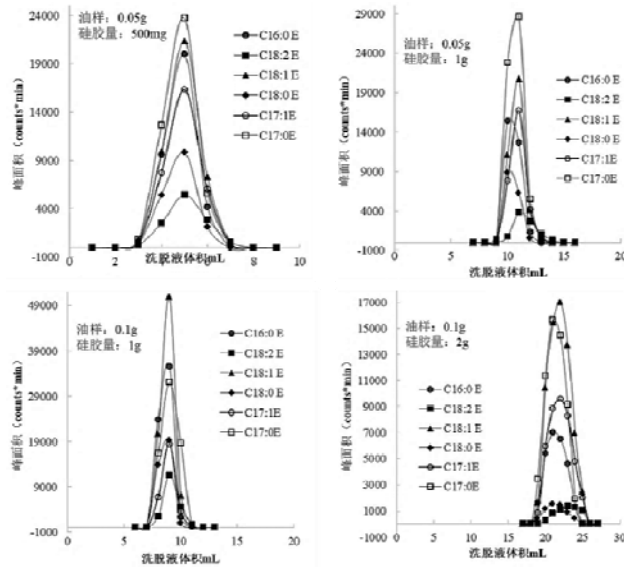 油样：0.05g
硅胶量：500mg
C16:0 E
C18:2 E
C18:1 E
C18:0 E
C17:1E
C17:0E
24000
19000
14000
9000
4000
-1000
0 2 4 6 8 10
峰面积（counts*min）
洗脱液体积mL
油样：0.05g
硅胶量：1g
C16:0 E
C18:2 E
C18:1 E
C18:0 E
C17:1E
C17:0E
29000
24000
19000
14000
9000
4000
-1000
0 5 10 15 20
峰面积（counts*min）
洗脱液体积mL
油样：0.1g
硅胶量：1g
C16:0 E
C18:2 E
C18:1 E
C18:0 E
C17:1E
C17:0E
49000
39000
29000
19000
9000
-1000
0 5 10 15 20
峰面积（counts*min）
洗脱液体积mL
油样：0.1g
硅胶量：2g
C16:0 E
C18:2 E
C18:1 E
C18:0 E
C17:1E
C17:0E
17000
15000
13000
11000
9000
7000
5000
3000
1000
-1000
0 5 10 15 20 25 30
峰面积（counts*min）
洗脱液体积mL